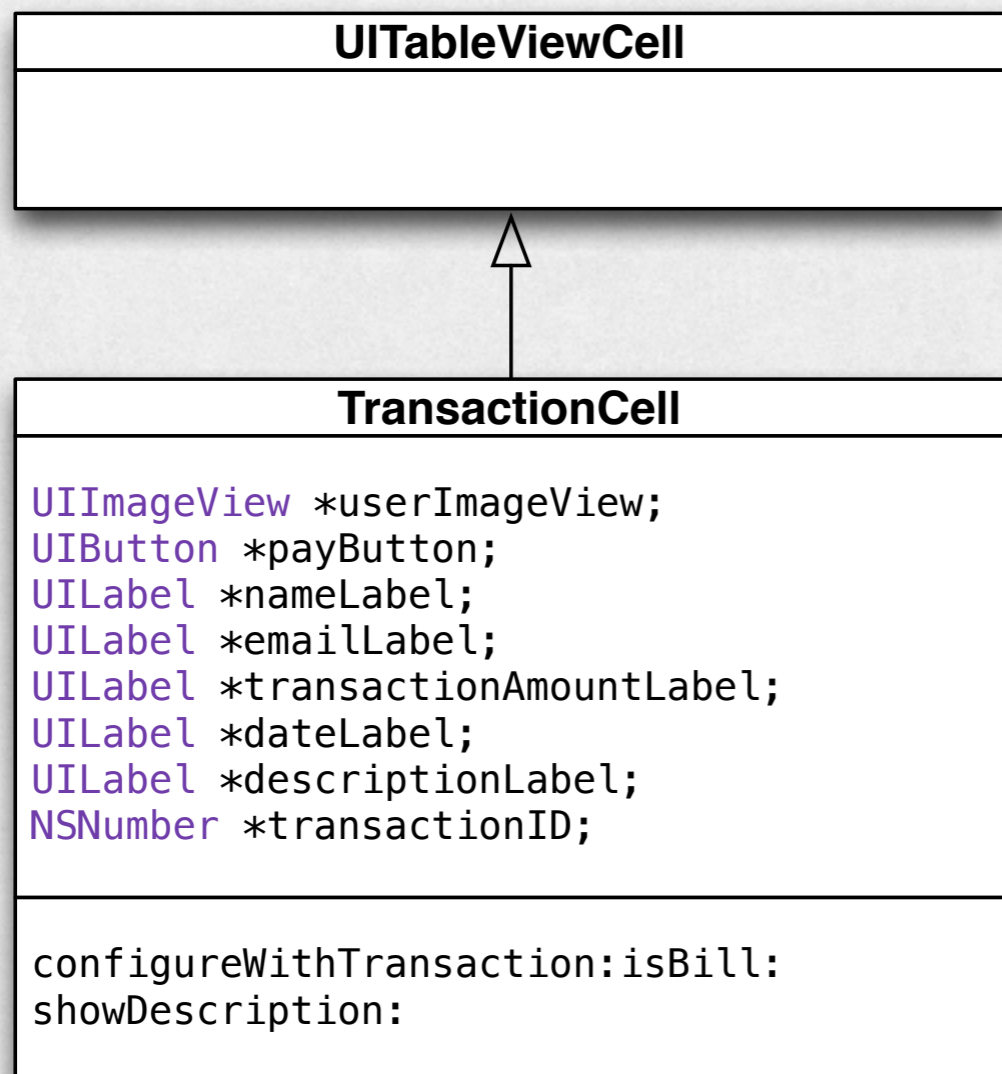 UITableViewCell
TransactionCell
UIImageView *userImageView;
UIButton *payButton;
UILabel *nameLabel;
UILabel *emailLabel;
UILabel *transactionAmountLabel;
UILabel *dateLabel;
UILabel *descriptionLabel;
NSNumber *transactionID;
configureWithTransaction:isBill:
showDescription: